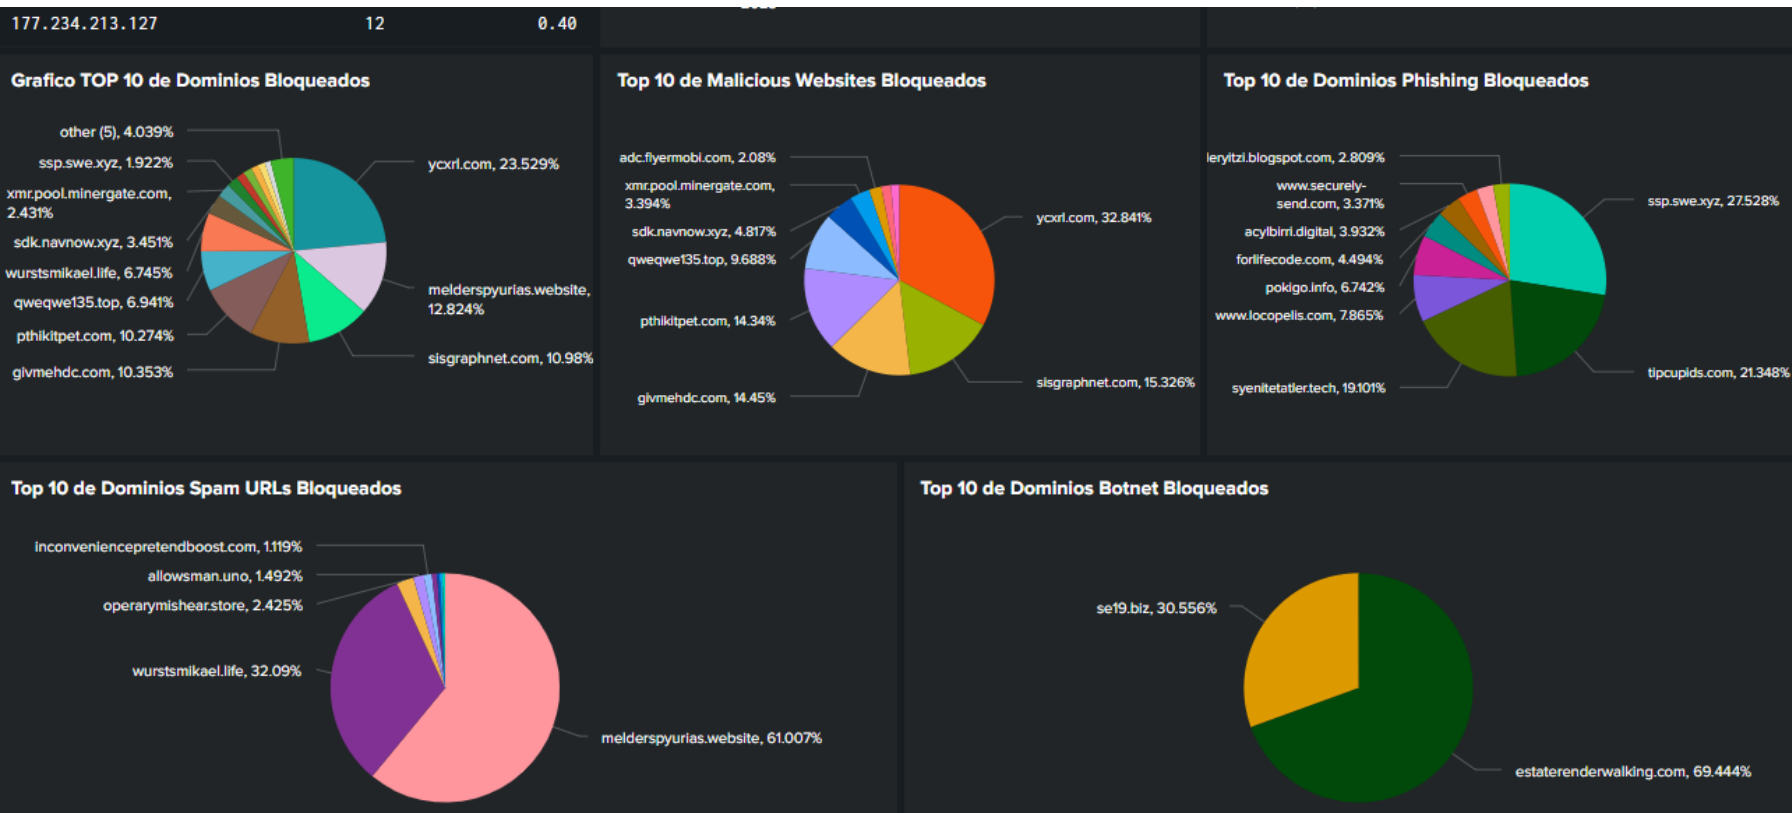 177.234.213.127 12 0.40
Grafico TOP 10 de Dominios Bloqueados
other (5), 4.039%
ssp.swe.xyz, 1.922%
xmr.pool.minergate.com,
2.431%
sdk.navnow.xyz, 3.451%
wurstsmikael.life, 6.745%
qweqwe135.top, 6.941%
pthikitpet.com, 10.274%
givmehdc.com, 10.353%
ycxrl.com, 23.529%
melderspyurias.website,
12.824%
sisgraphnet.com, 10.98%
Top 10 de Malicious Websites Bloqueados
adc.flyermobi.com, 2.08%
xmr.pool.minergate.com,
3.394%
sdk.navnow.xyz, 4.817%
qweqwe135.top, 9.688%
pthikitpet.com, 14.34%
givmehdc.com, 14.45%
ycxrl.com, 32.841%
sisgraphnet.com, 15.326%
Top 10 de Dominios Phishing Bloqueados
leryitzi.blogspot.com, 2.809%
www.securely-
send.com, 3.371%
acylbirri.digital, 3.932%
forlifecode.com, 4.494%
pokigo.info, 6.742%
www.locopelis.com, 7.865%
syenitetatler.tech, 19.101%
ssp.swe.xyz, 27.528%
tipcupids.com, 21.348%
Top 10 de Dominios Spam URLs Bloqueados
inconveniencepretendboost.com, 1.119%
allowsman.uno, 1.492%
operarymishear.store, 2.425%
wurstsmikael.life, 32.09%
melderspyurias.website, 61.007%
Top 10 de Dominios Botnet Bloqueados
se19.biz, 30.556%
estaterenderwalking.com, 69.444%